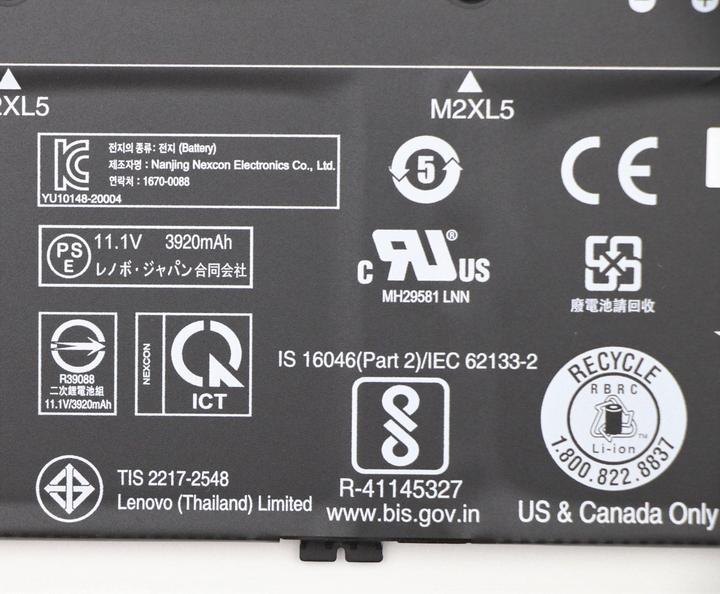 2XL5
M2XL5
전지의 종류: 전지 (Battery)
제조자명 : Nanjing Nexcon Electronics Co., Ltd.
연락처 : 1670-0088
YU10148-20004
5
CE
PS
E
11.1V 3920mAh
レノボ・ジャパン合同会社
c RU® US
MH29581 LNN
廢電池請回收
R39088
二次鋰電池組
11.1V/3920mAh
NEXCON
ICT
IS 16046(Part 2)/IEC 62133-2
R-41145327
www.bis.gov.in
RECYCLE
RBRC
Li-ion
TM
1.800.822.8837
US & Canada Only
TIS 2217-2548
Lenovo (Thailand) Limited